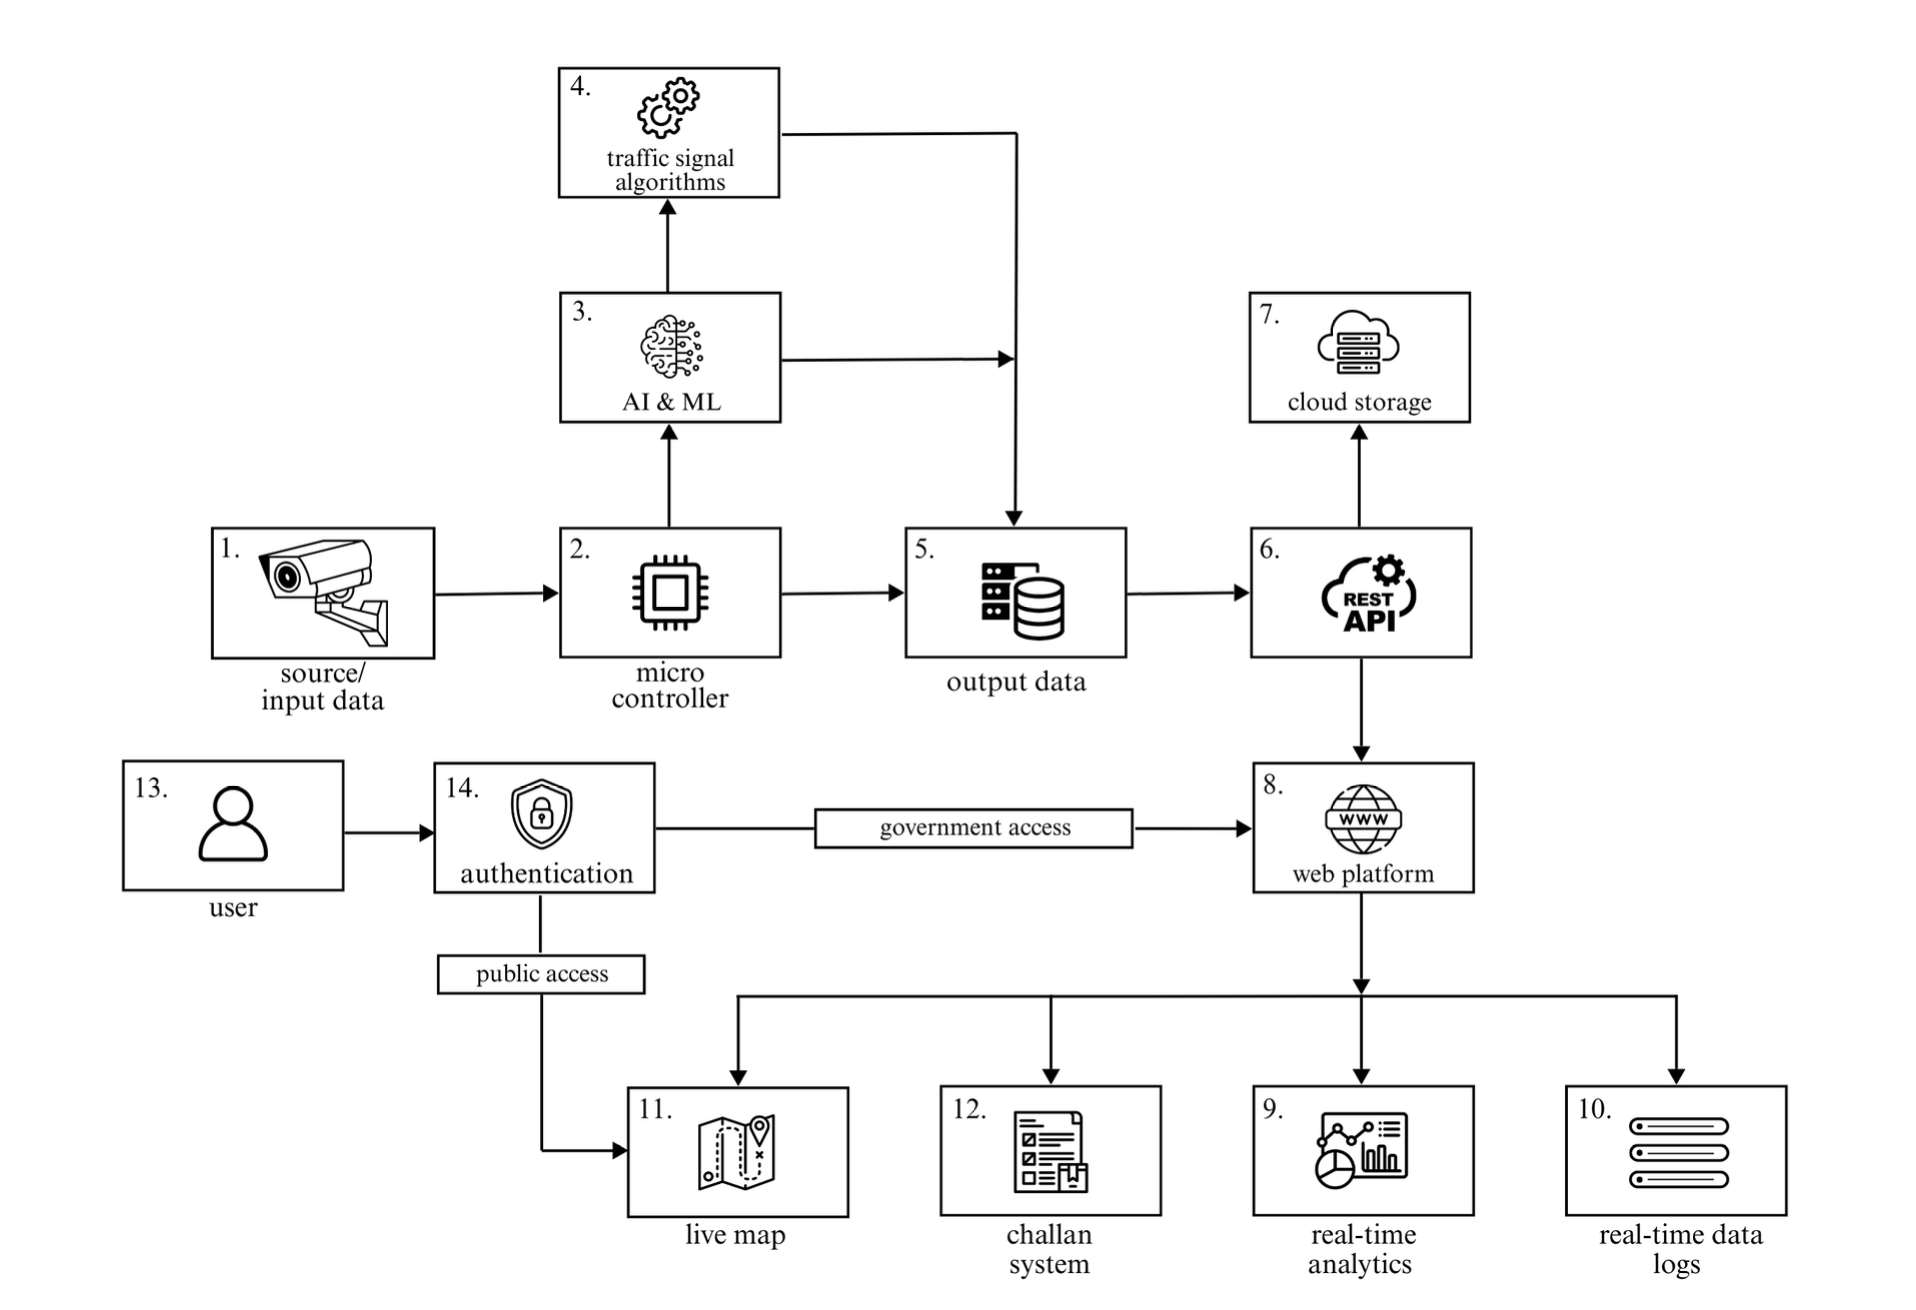 4.
traffic signal
algorithms
3.
AI & ML
7.
cloud storage
1.
source/
input data
2.
micro
controller
5.
output data
6.
REST
API
13.
user
14.
authentication
government access
8.
WWW
web platform
public access
11.
live map
12.
challan
system
9.
real-time
analytics
10.
real-time data
logs